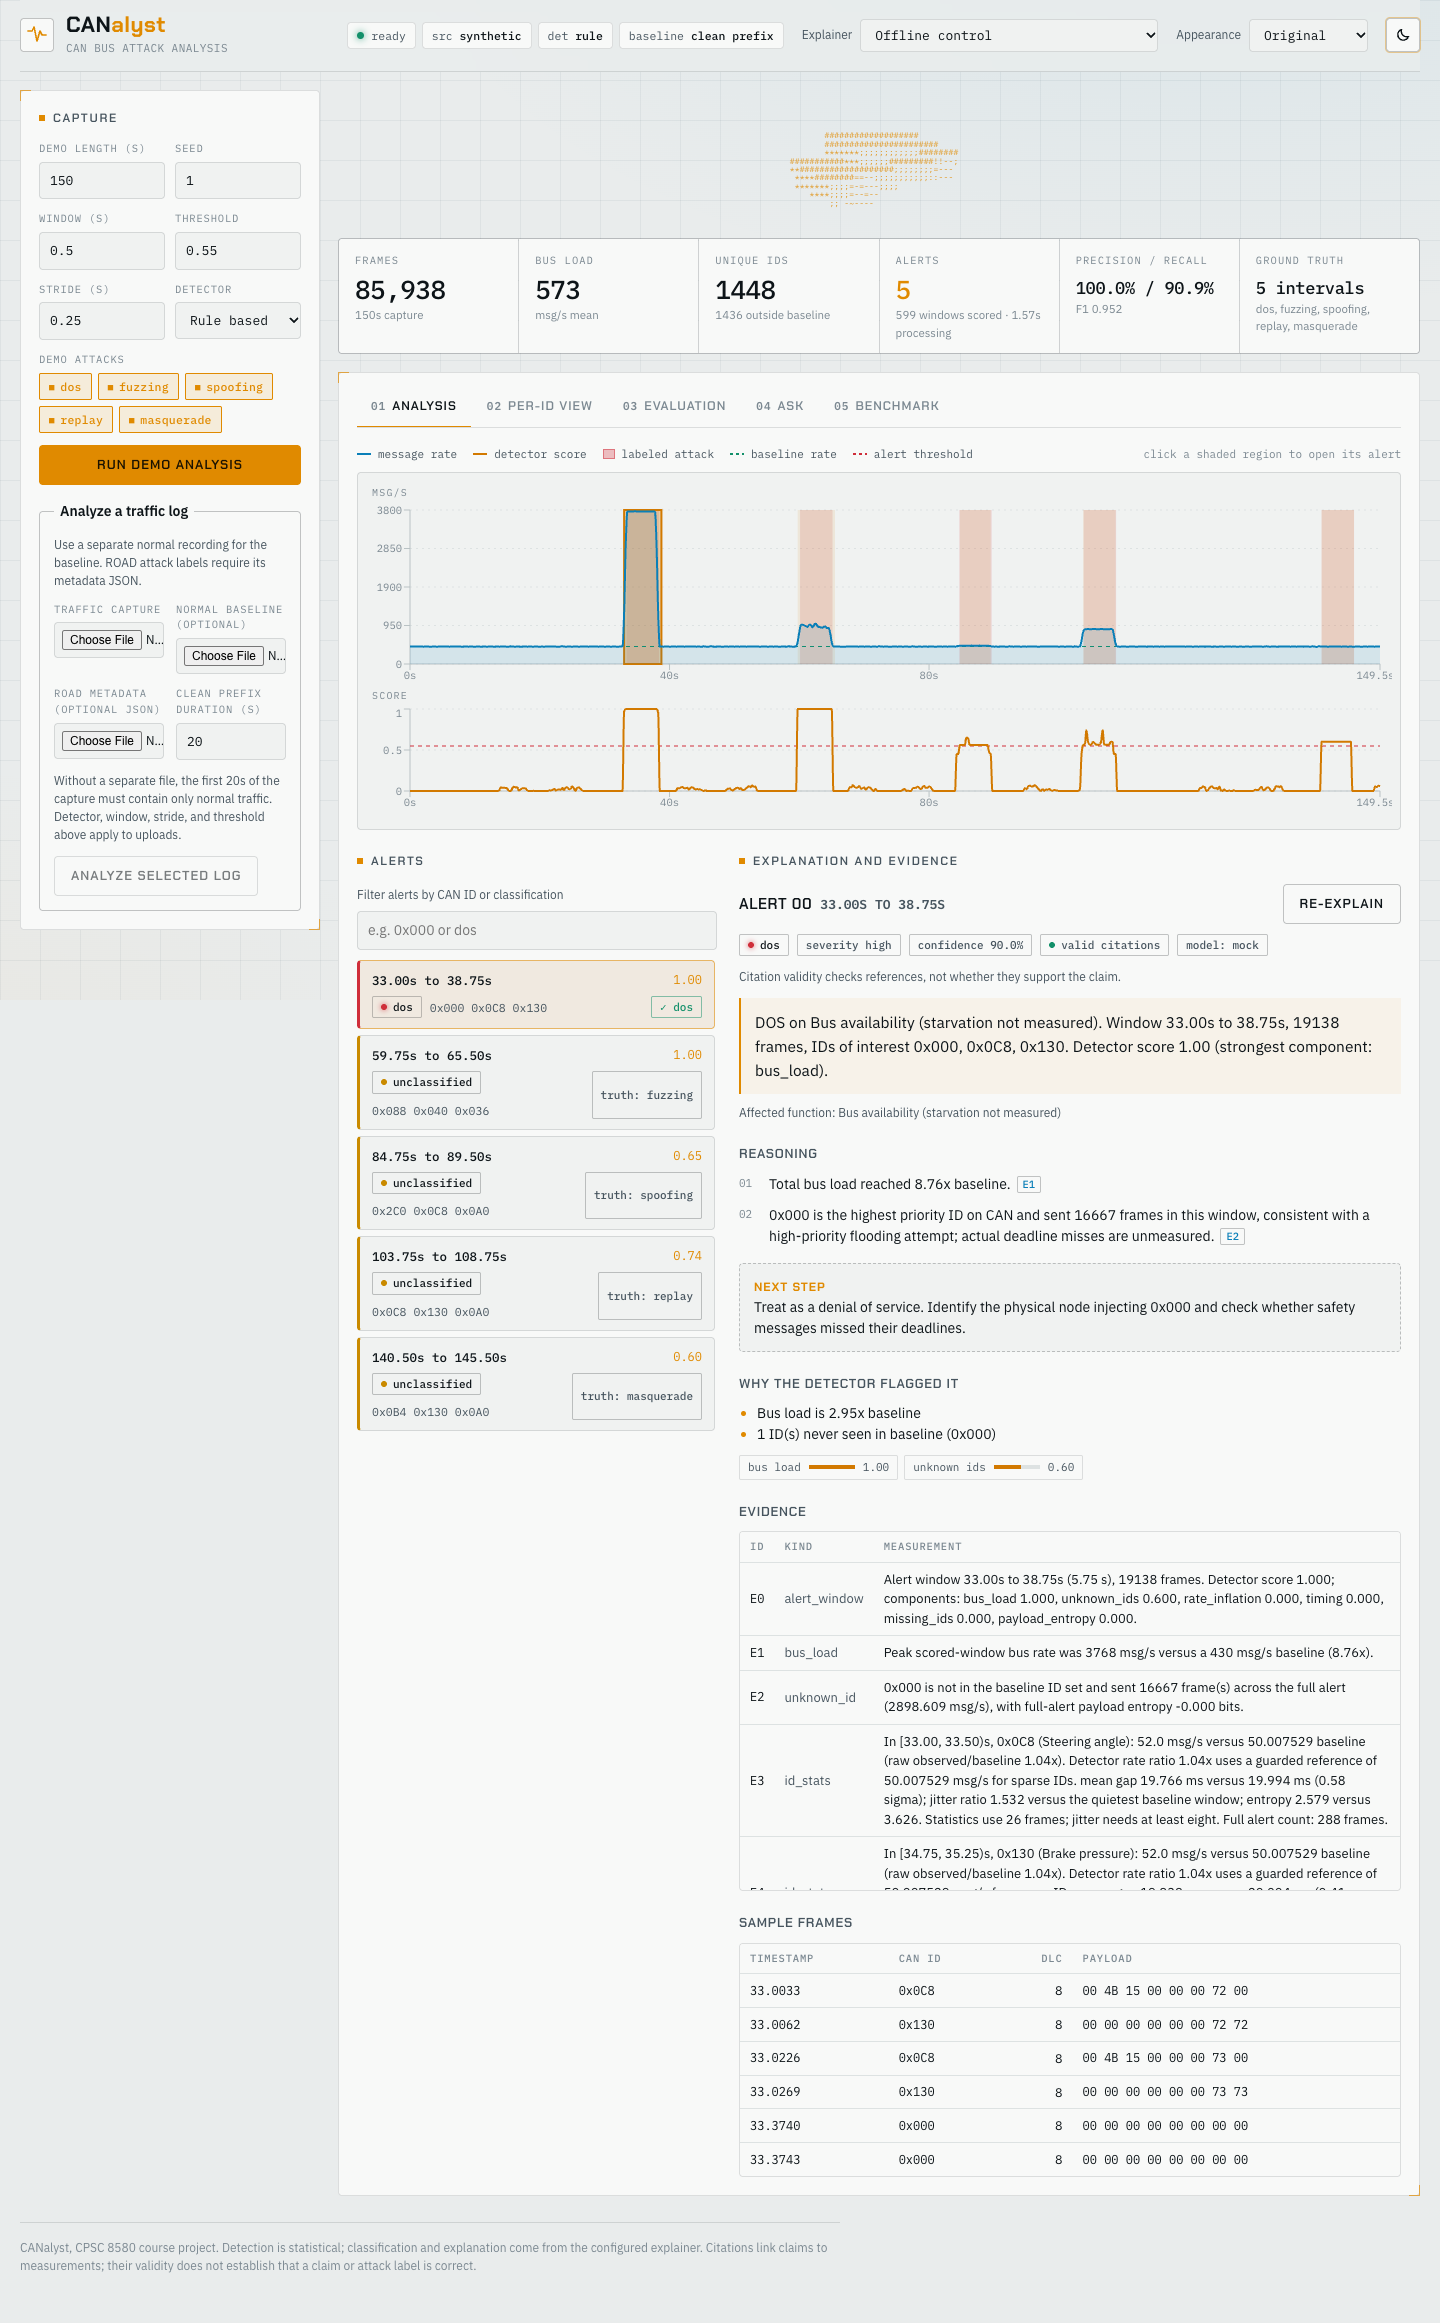 CANalyst
CAN BUS ATTACK ANALYSIS
ready
src synthetic
det rule
baseline clean prefix
Explainer
Offline control
Appearance
Original
CAPTURE
DEMO LENGTH (S)
SEED
150
1
WINDOW (S)
THRESHOLD
0.5
0.55
STRIDE (S)
DETECTOR
0.25
Rule based
DEMO ATTACKS
dos
fuzzing
spoofing
replay
masquerade
RUN DEMO ANALYSIS
Analyze a traffic log
Use a separate normal recording for the
baseline. ROAD attack labels require its
metadata JSON.
TRAFFIC CAPTURE
NORMAL BASELINE
(OPTIONAL)
Choose File N...
Choose File N...
ROAD METADATA
(OPTIONAL JSON)
CLEAN PREFIX
DURATION (S)
Choose File N...
20
Without a separate file, the first 20s of the
capture must contain only normal traffic.
Detector, window, stride, and threshold
above apply to uploads.
ANALYZE SELECTED LOG
FRAMES
85,938
150s capture
BUS LOAD
573
msg/s mean
UNIQUE IDS
1448
1436 outside baseline
ALERTS
5
599 windows scored · 1.57s
processing
PRECISION / RECALL
100.0% / 90.9%
F1 0.952
GROUND TRUTH
5 intervals
dos, fuzzing, spoofing,
replay, masquerade
01 ANALYSIS
02 PER-ID VIEW
03 EVALUATION
04 ASK
05 BENCHMARK
message rate
detector score
labeled attack
baseline rate
alert threshold
click a shaded region to open its alert
MSG/S
3800
2850
1900
950
0
0s
40s
80s
149.5s
SCORE
1
0.5
0
0s
40s
80s
149.5s
ALERTS
Filter alerts by CAN ID or classification
e.g. 0x000 or dos
33.00s to 38.75s
1.00
dos
0x000 0x0C8 0x130
✓ dos
59.75s to 65.50s
1.00
unclassified
truth: fuzzing
0x088 0x040 0x036
84.75s to 89.50s
0.65
unclassified
truth: spoofing
0x2C0 0x0C8 0x0A0
103.75s to 108.75s
0.74
unclassified
truth: replay
0x0C8 0x130 0x0A0
140.50s to 145.50s
0.60
unclassified
truth: masquerade
0x0B4 0x130 0x0A0
EXPLANATION AND EVIDENCE
ALERT 00 33.00S TO 38.75S
RE-EXPLAIN
dos
severity high
confidence 90.0%
valid citations
model: mock
Citation validity checks references, not whether they support the claim.
DOS on Bus availability (starvation not measured). Window 33.00s to 38.75s, 19138
frames, IDs of interest 0x000, 0x0C8, 0x130. Detector score 1.00 (strongest component:
bus_load).
Affected function: Bus availability (starvation not measured)
REASONING
01 Total bus load reached 8.76x baseline. E1
02 0x000 is the highest priority ID on CAN and sent 16667 frames in this window, consistent with a
high-priority flooding attempt; actual deadline misses are unmeasured. E2
NEXT STEP
Treat as a denial of service. Identify the physical node injecting 0x000 and check whether safety
messages missed their deadlines.
WHY THE DETECTOR FLAGGED IT
Bus load is 2.95x baseline
1 ID(s) never seen in baseline (0x000)
bus load 1.00
unknown ids 0.60
EVIDENCE
ID KIND MEASUREMENT
E0 alert_window
Alert window 33.00s to 38.75s (5.75 s), 19138 frames. Detector score 1.000;
components: bus_load 1.000, unknown_ids 0.600, rate_inflation 0.000, timing 0.000,
missing_ids 0.000, payload_entropy 0.000.
E1 bus_load Peak scored-window bus rate was 3768 msg/s versus a 430 msg/s baseline (8.76x).
E2 unknown_id
0x000 is not in the baseline ID set and sent 16667 frame(s) across the full alert
(2898.609 msg/s), with full-alert payload entropy -0.000 bits.
E3 id_stats
In [33.00, 33.50)s, 0x0C8 (Steering angle): 52.0 msg/s versus 50.007529 baseline
(raw observed/baseline 1.04x). Detector rate ratio 1.04x uses a guarded reference of
50.007529 msg/s for sparse IDs. mean gap 19.766 ms versus 19.994 ms (0.58
sigma); jitter ratio 1.532 versus the quietest baseline window; entropy 2.579 versus
3.626. Statistics use 26 frames; jitter needs at least eight. Full alert count: 288 frames.
In [34.75, 35.25)s, 0x130 (Brake pressure): 52.0 msg/s versus 50.007529 baseline
(raw observed/baseline 1.04x). Detector rate ratio 1.04x uses a guarded reference of
SAMPLE FRAMES
TIMESTAMP CAN ID DLC PAYLOAD
33.0033 0x0C8 8 00 4B 15 00 00 00 72 00
33.0062 0x130 8 00 00 00 00 00 00 72 72
33.0226 0x0C8 8 00 4B 15 00 00 00 73 00
33.0269 0x130 8 00 00 00 00 00 00 73 73
33.3740 0x000 8 00 00 00 00 00 00 00 00
33.3743 0x000 8 00 00 00 00 00 00 00 00
CANalyst, CPSC 8580 course project. Detection is statistical; classification and explanation come from the configured explainer. Citations link claims to
measurements; their validity does not establish that a claim or attack label is correct.